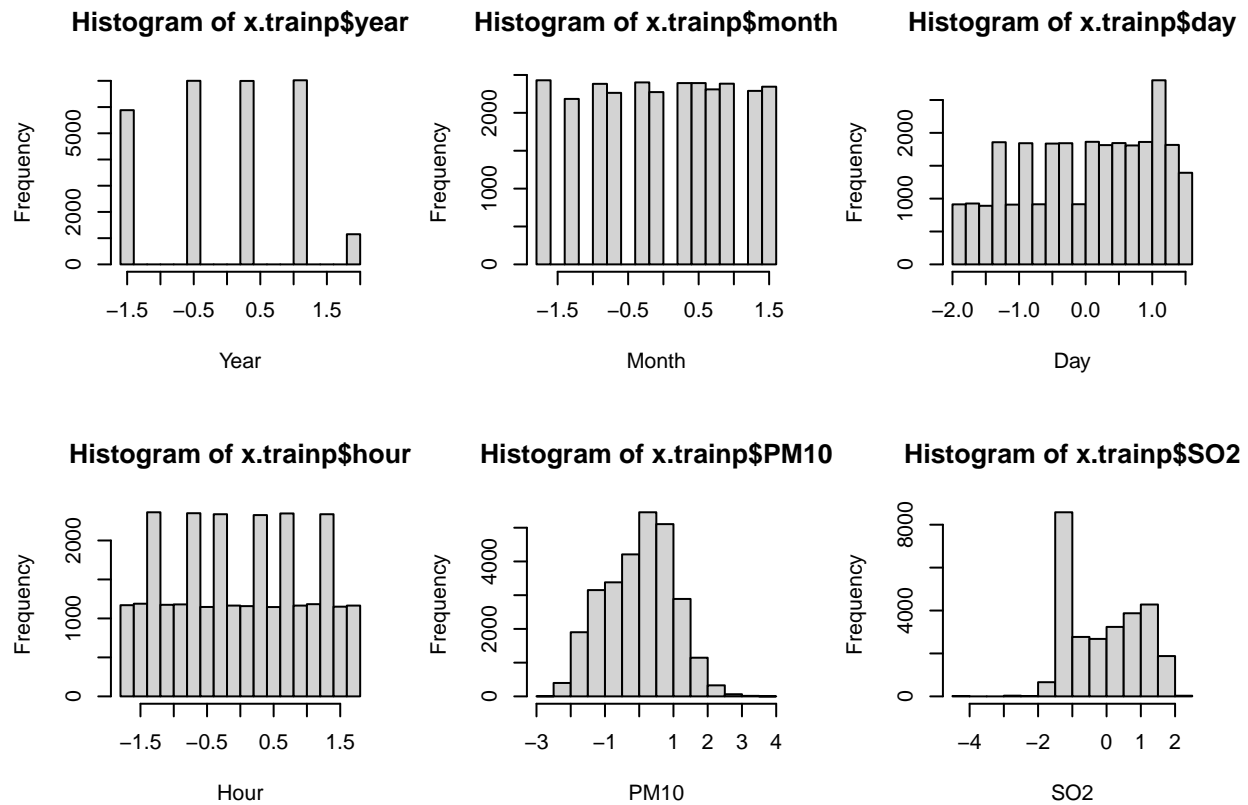 Histogram of x.trainp$year
Frequency
0
2000
5000
−1.5
−0.5
0.5
1.5
Year
Histogram of x.trainp$month
Frequency
0
1000
2000
−1.5
−0.5
0.5
1.5
Month
Histogram of x.trainp$day
Frequency
0
1000
2000
−2.0
−1.0
0.0
1.0
Day
Histogram of x.trainp$hour
Frequency
0
1000
2000
−1.5
−0.5
0.5
1.5
Hour
Histogram of x.trainp$PM10
Frequency
0
2000
4000
−3
−1
1
2
3
4
PM10
Histogram of x.trainp$SO2
Frequency
0
4000
8000
−4
−2
0
1
2
SO2